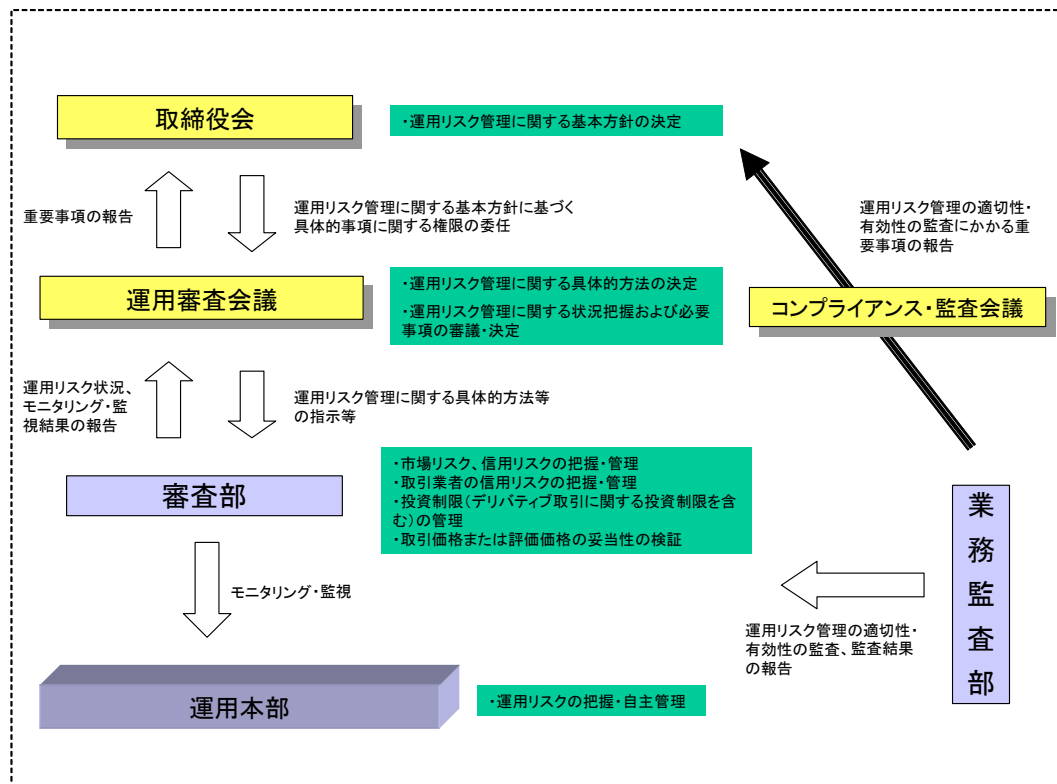 取締役会
・運用リスク管理に関する基本方針の決定
重要事項の報告
運用リスク管理に関する基本方針に基づく
具体的事項に関する権限の委任
運用リスク管理の適切性・
有効性の監査にかかる重
要事項の報告
運用審査会議
・運用リスク管理に関する具体的方法の決定
・運用リスク管理に関する状況把握および必要
事項の審議・決定
コンプライアンス・監査会議
運用リスク状況、
モニタリング・監
視結果の報告
運用リスク管理に関する具体的方法等
の指示等
審査部
・市場リスク、信用リスクの把握・管理
・取引業者の信用リスクの把握・管理
・投資制限（デリバティブ取引に関する投資制限を含
む）の管理
・取引価格または評価価格の妥当性の検証
業務監査部
モニタリング・監視
運用リスク管理の適切性・
有効性の監査、監査結果
の報告
運用本部
・運用リスクの把握・自主管理